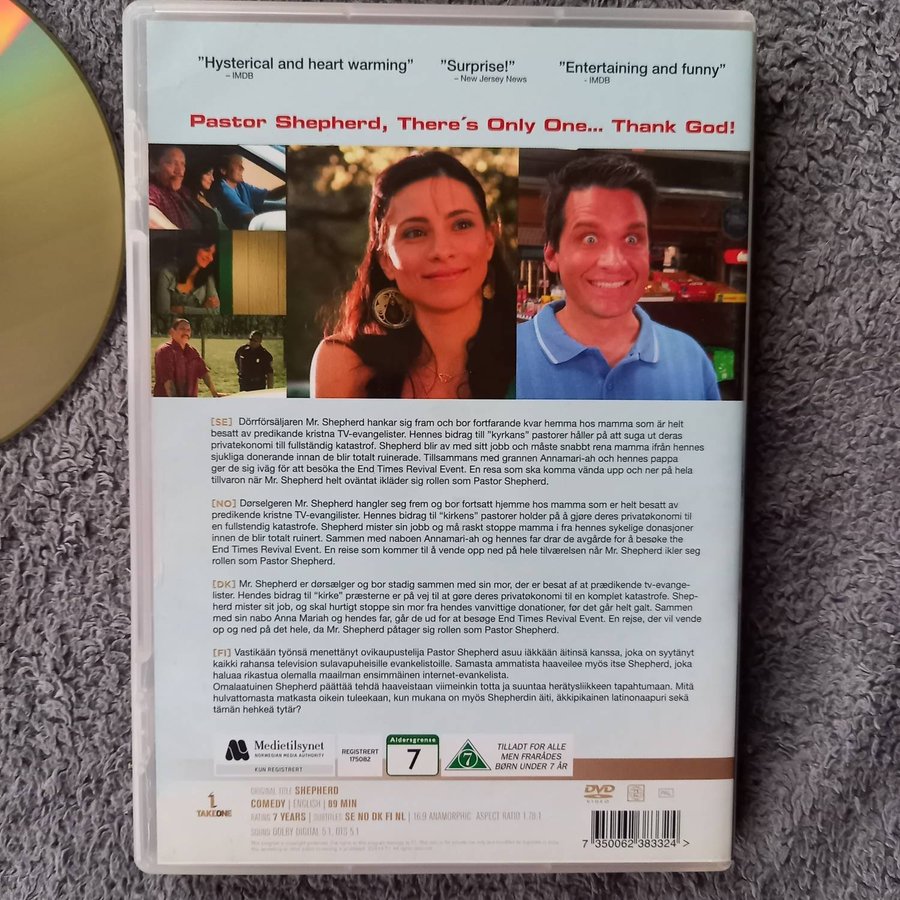 ”Hysterical and heart warming”
– IMDB
”Surprise!”
– New Jersey News
”Entertaining and funny”
- IMDB
Pastor Shepherd, There´s Only One... Thank God!
[SE] Dörrförsäljaren Mr. Shepherd hankar sig fram och bor fortfarande kvar hemma hos mamma som är helt
besatt av predikande kristna TV-evangelister. Hennes bidrag till ”kyrkans” pastorer håller på att suga ut deras
privatekonomi till fullständig katastrof. Shepherd blir av med sitt jobb och måste snabbt rena mamma ifrån hennes
sjukliga donerande innan de blir totalt ruinerade. Tillsammans med grannen Annamari-ah och hennes pappa
ger de sig iväg för att besöka the End Times Revival Event. En resa som ska komma vända upp och ner på hela
tillvaron när Mr. Shepherd helt oväntat ikläder sig rollen som Pastor Shepherd.
[NO] Dørselgeren Mr. Shepherd hangler seg frem og bor fortsatt hjemme hos mamma som er helt besatt av
predikende kristne TV-evangilister. Hennes bidrag til ”kirkens” pastorer holder på å gjøre deres privatøkonomi til
en fullstendig katastrofe. Shepherd mister sin jobb og må raskt stoppe mamma i fra hennes sykelige donasjoner
innen de blir totalt ruinert. Sammen med naboen Annamari-ah og hennes far drar de avgårde for å besøke the
End Times Revival Event. En reise som kommer til å vende opp ned på hele tilværelsen når Mr. Shepherd ikler seg
rollen som Pastor Shepherd.
[DK] Mr. Shepherd er dørsælger og bor stadig sammen med sin mor, der er besat af at prædikende tv-evange-
lister. Hendes bidrag til ”kirke” præsterne er på vej til at gøre deres privatøkonomi til en komplet katastrofe. Shep-
herd mister sit job, og skal hurtigt stoppe sin mor fra hendes vanvittige donationer, før det går helt galt. Sammen
med sin nabo Anna Mariah og hendes far, går de ud for at besøge End Times Revival Event. En rejse, der vil vende
op og ned på det hele, da Mr. Shepherd påtager sig rollen som Pastor Shepherd.
[FI] Vastikään työnsä menettänyt ovikaupustelija Pastor Shepherd asuu iäkkään äitinsä kanssa, joka on syytänyt
kaikki rahansa television sulavapuheisille evankelistoille. Samasta ammatista haaveilee myös itse Shepherd, joka
haluaa rikastua olemalla maailman ensimmäinen internet-evankelista.
Omalaatuinen Shepherd päättää tehdä haaveistaan viimeinkin totta ja suuntaa herätysliikkeen tapahtumaan. Mitä
hulvattomasta matkasta oikein tuleekaan, kun mukana on myös Shepherdin äiti, äkkipikainen latinonaapuri sekä
tämän hehkeä tytär?
Medietilsynet
NORWEGIAN MEDIA AUTHORITY
KUN REGISTRERT
REGISTRERT
175082
Aldersgrense
7
7
TILLADT FOR ALLE
MEN FRARÅDES
BØRN UNDER 7 ÅR
TAKEONE
ORIGINAL TITLE SHEPHERD
COMEDY | ENGLISH | 89 MIN
RATING 7 YEARS | SUBTITLES SE NO DK FI NL | 16:9 ANAMORPHIC ASPECT RATIO 1.78:1
SOUND DOLBY DIGITAL 5.1, DTS 5.1
DVD
VIDEO
PAL
7 350062 383324 >